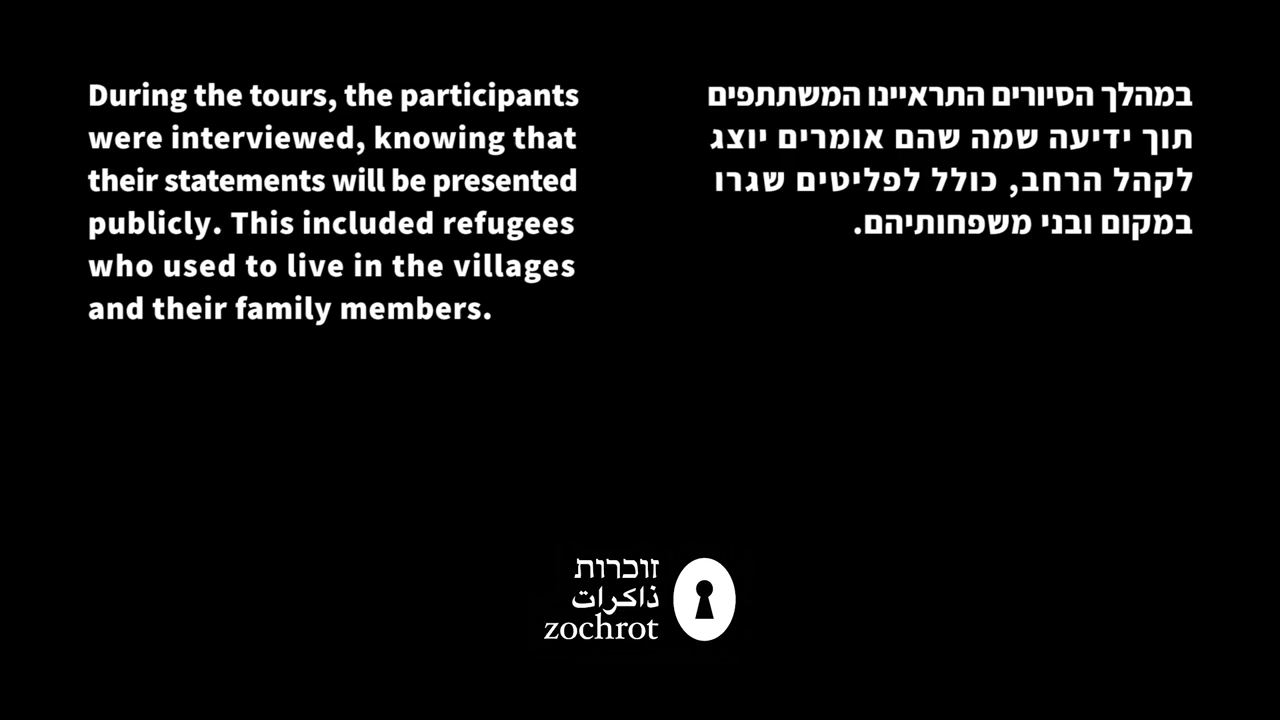 During the tours, the participants
were interviewed, knowing that
their statements will be presented
publicly. This included refugees
who used to live in the villages
and their family members.
במהלך הסיורים התראיינו המשתתפים
תוך ידיעה שמה שהם אומרים יוצג
לקהל הרחב, כולל לפליטים שגרו
במקום ובני משפחותיהם.
זוכרות
ذاكرات
zochrot